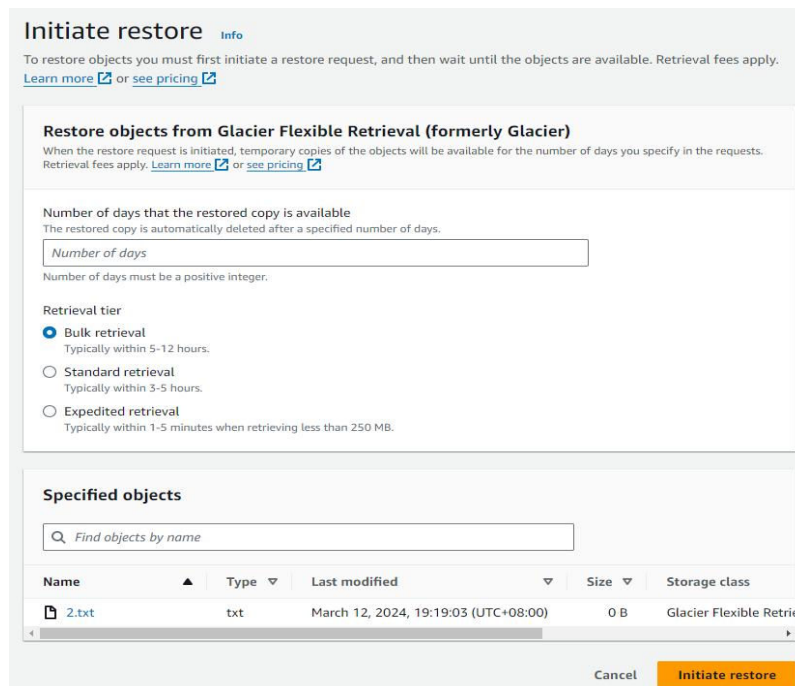 Initiate restore Info
To restore objects you must first initiate a restore request, and then wait until the objects are available. Retrieval fees apply.
Learn more or see pricing
Restore objects from Glacier Flexible Retrieval (formerly Glacier)
When the restore request is initiated, temporary copies of the objects will be available for the number of days you specify in the requests.
Retrieval fees apply. Learn more or see pricing
Number of days that the restored copy is available
The restored copy is automatically deleted after a specified number of days.
Number of days
Number of days must be a positive integer.
Retrieval tier
Bulk retrieval
Typically within 5-12 hours.
Standard retrieval
Typically within 3-5 hours.
Expedited retrieval
Typically within 1-5 minutes when retrieving less than 250 MB.
Specified objects
Find objects by name
Name Type Last modified Size Storage class
2.txt txt March 12, 2024, 19:19:03 (UTC+08:00) 0 B Glacier Flexible Retrie
Cancel Initiate restore